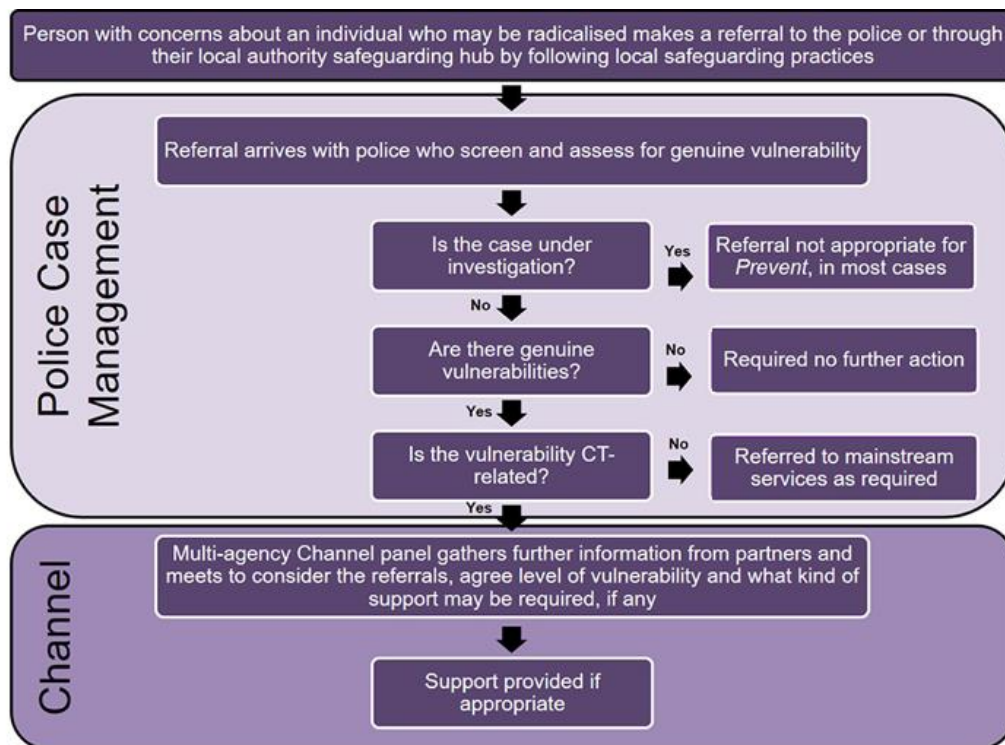 Person with concerns about an individual who may be radicalised makes a referral to the police or through
their local authority safeguarding hub by following local safeguarding practices
Police Case
Management
Referral arrives with police who screen and assess for genuine vulnerability
Is the case under
investigation?
Yes
Referral not appropriate for
Prevent, in most cases
No
Are there genuine
vulnerabilities?
No
Required no further action
Yes
Is the vulnerability CT-
related?
No
Referred to mainstream
services as required
Yes
Channel
Multi-agency Channel panel gathers further information from partners and
meets to consider the referrals, agree level of vulnerability and what kind of
support may be required, if any
Support provided if
appropriate